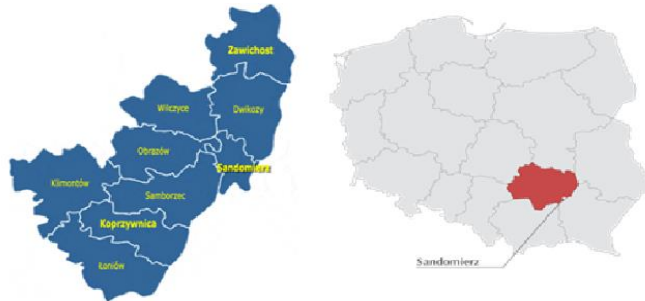 Zawichost
Wilczyce
Dwikozy
Obrazów
Sandomierz
Klimontów
Samborzec
Koprzywnica
Łoniów
Sandomierz